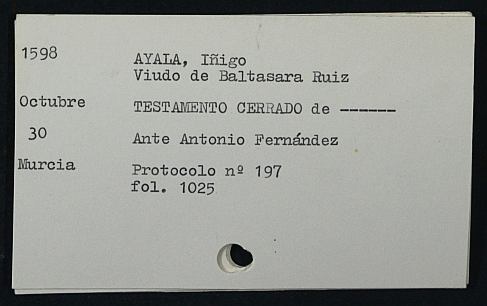 1598 AYALA, Iñigo
Viudo de Baltasara Ruiz
Octubre TESTAMENTO CERRADO de ------
30 Ante Antonio Fernández
Murcia Protocolo nº 197
fol. 1025